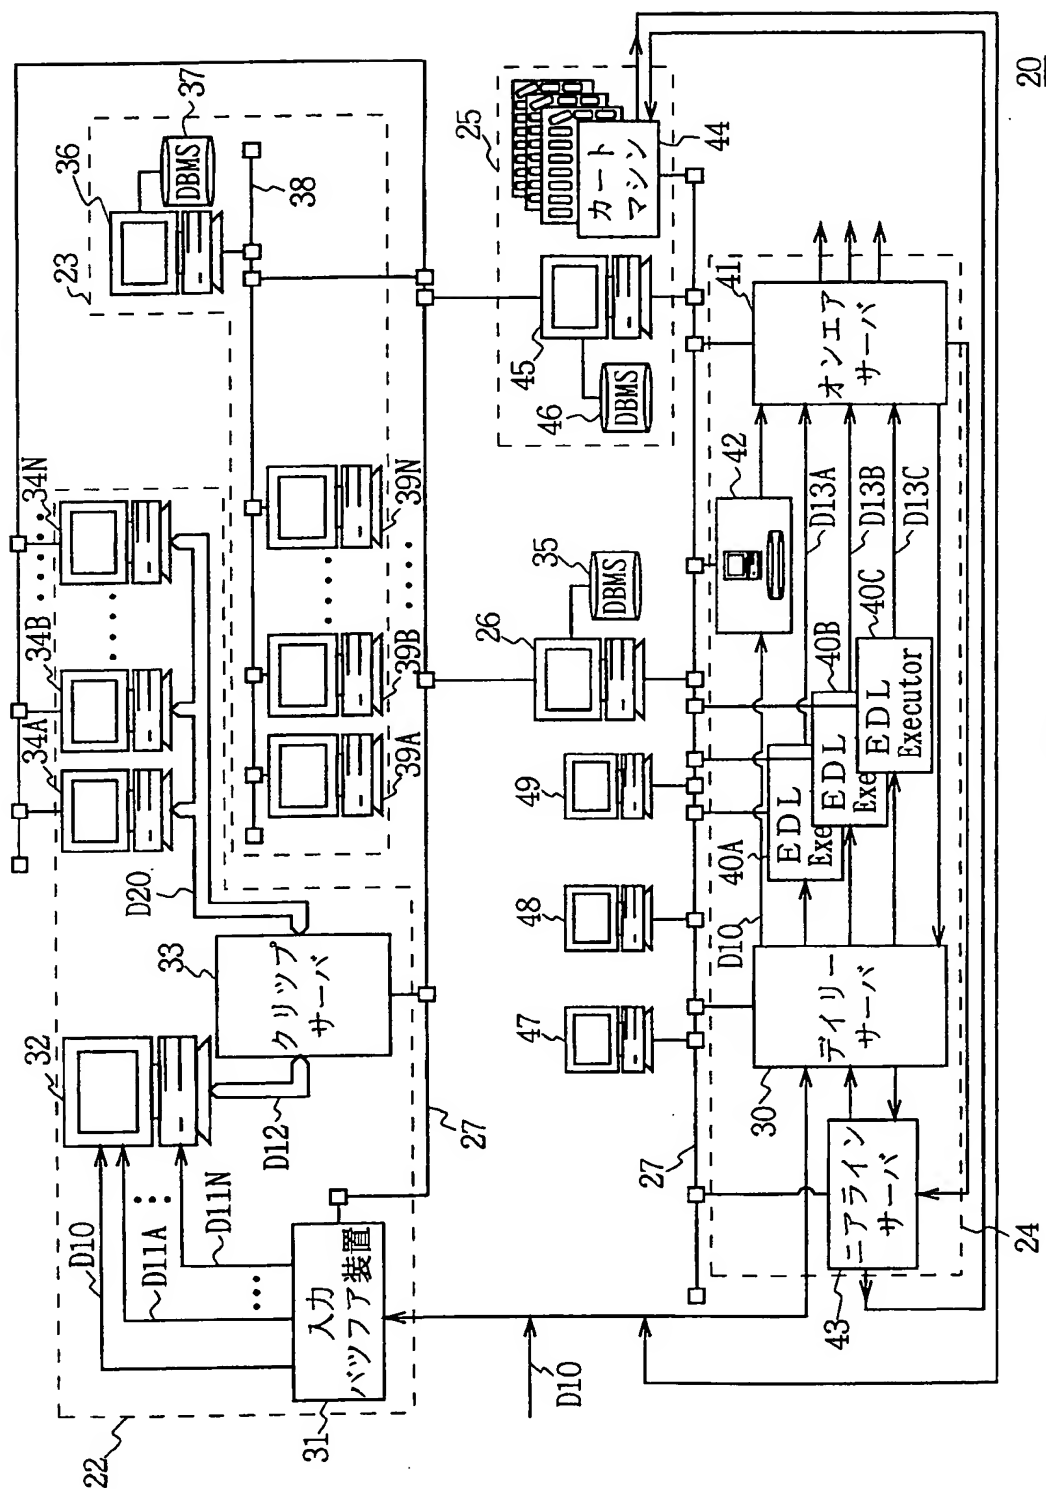 20
22
D10
D11A
D11N
31
入力
バツフア装置
32
D12
33
クリツプ
サーバ
D20
34A
34B
34N
27
23
36
DBMS
37
38
39A
39B
39N
D10
47
48
49
26
DBMS
35
25
45
46
DBMS
カート
マシン
44
27
24
43
ニアライン
サーバ
30
デイリー
サーバ
D10
40A
EDL
Exe
40B
EDL
Exe
40C
EDL
Executor
42
D13A
D13B
D13C
41
オンエア
サーバ